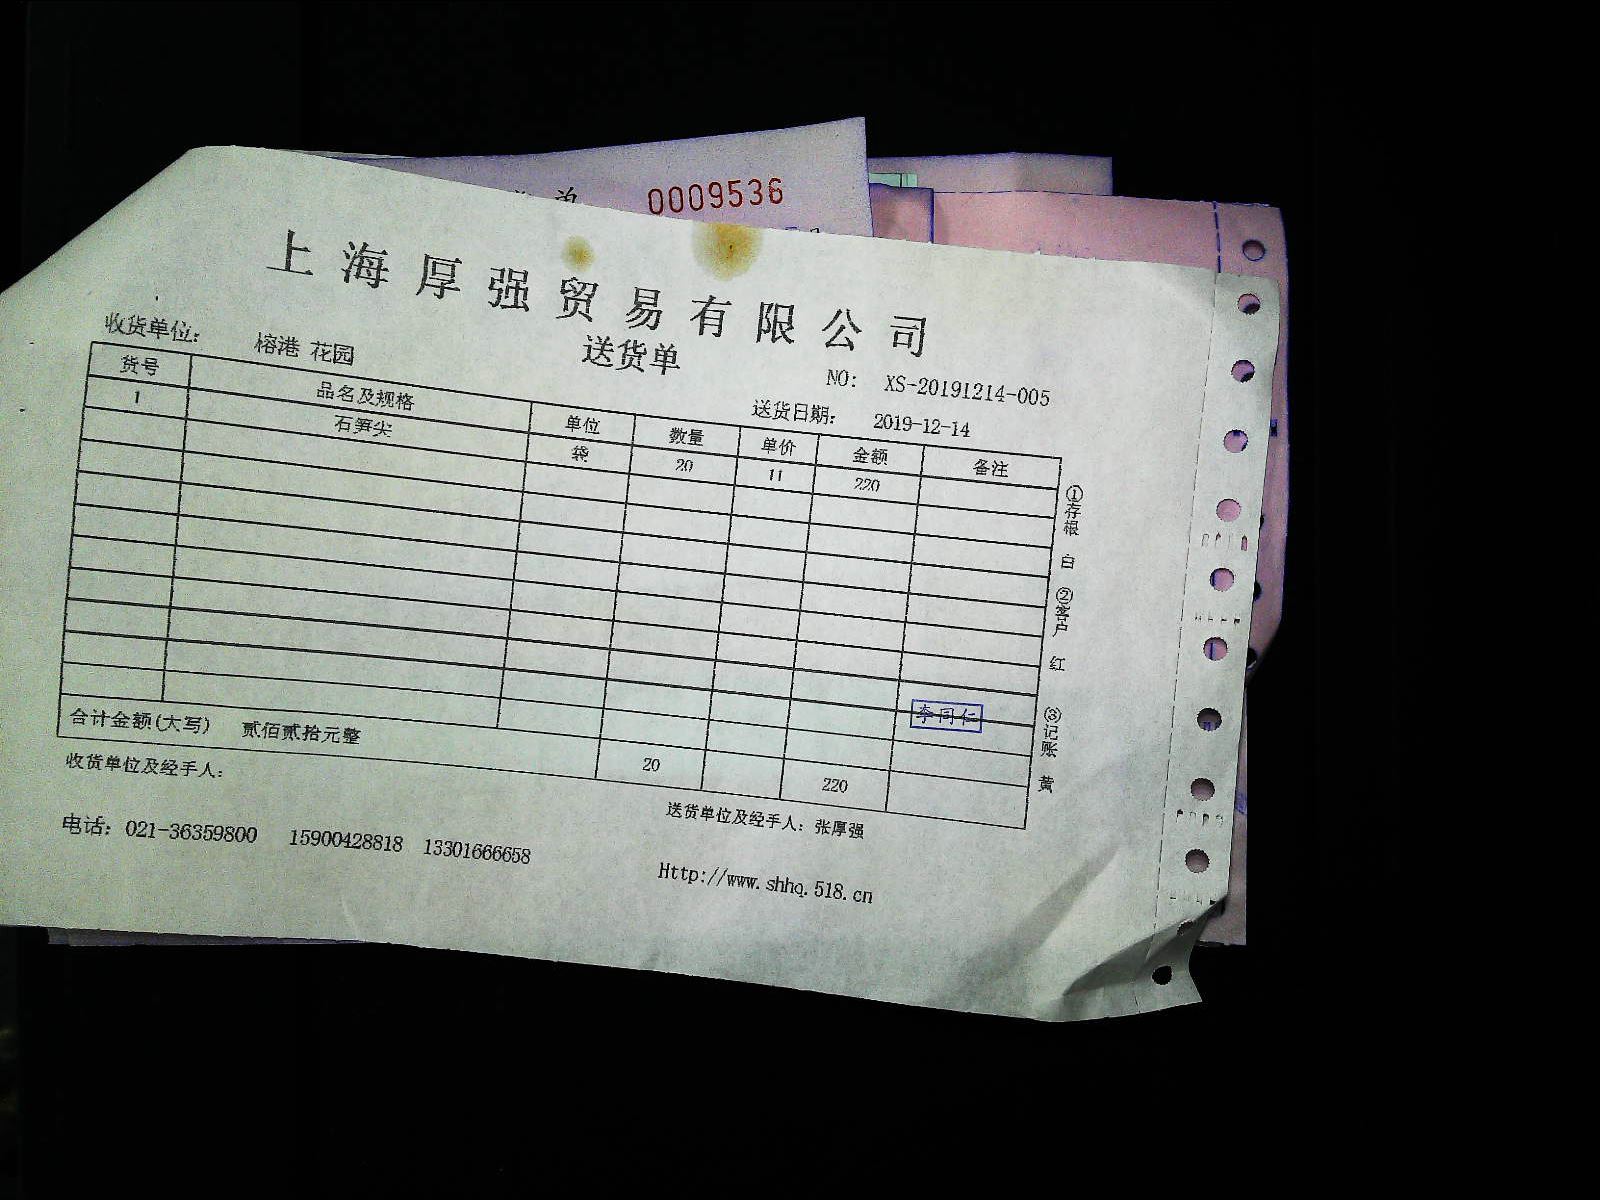 0009536
上海厚强贸易有限公司
送货单
收货单位: 榕港 花园
NO: XS-20191214-005
送货日期: 2019-12-14
货号 品名及规格 单位 数量 单价 金额 备注
1 石笋尖 袋 20 11 220
李同仁
合计金额(大写) 贰佰贰拾元整 20 220
收货单位及经手人:
送货单位及经手人: 张厚强
电话: 021-36359800 15900428818 13301666658
Http://www.shhq.518.cn
①存根 白 ②客户 红 ③记账 黄